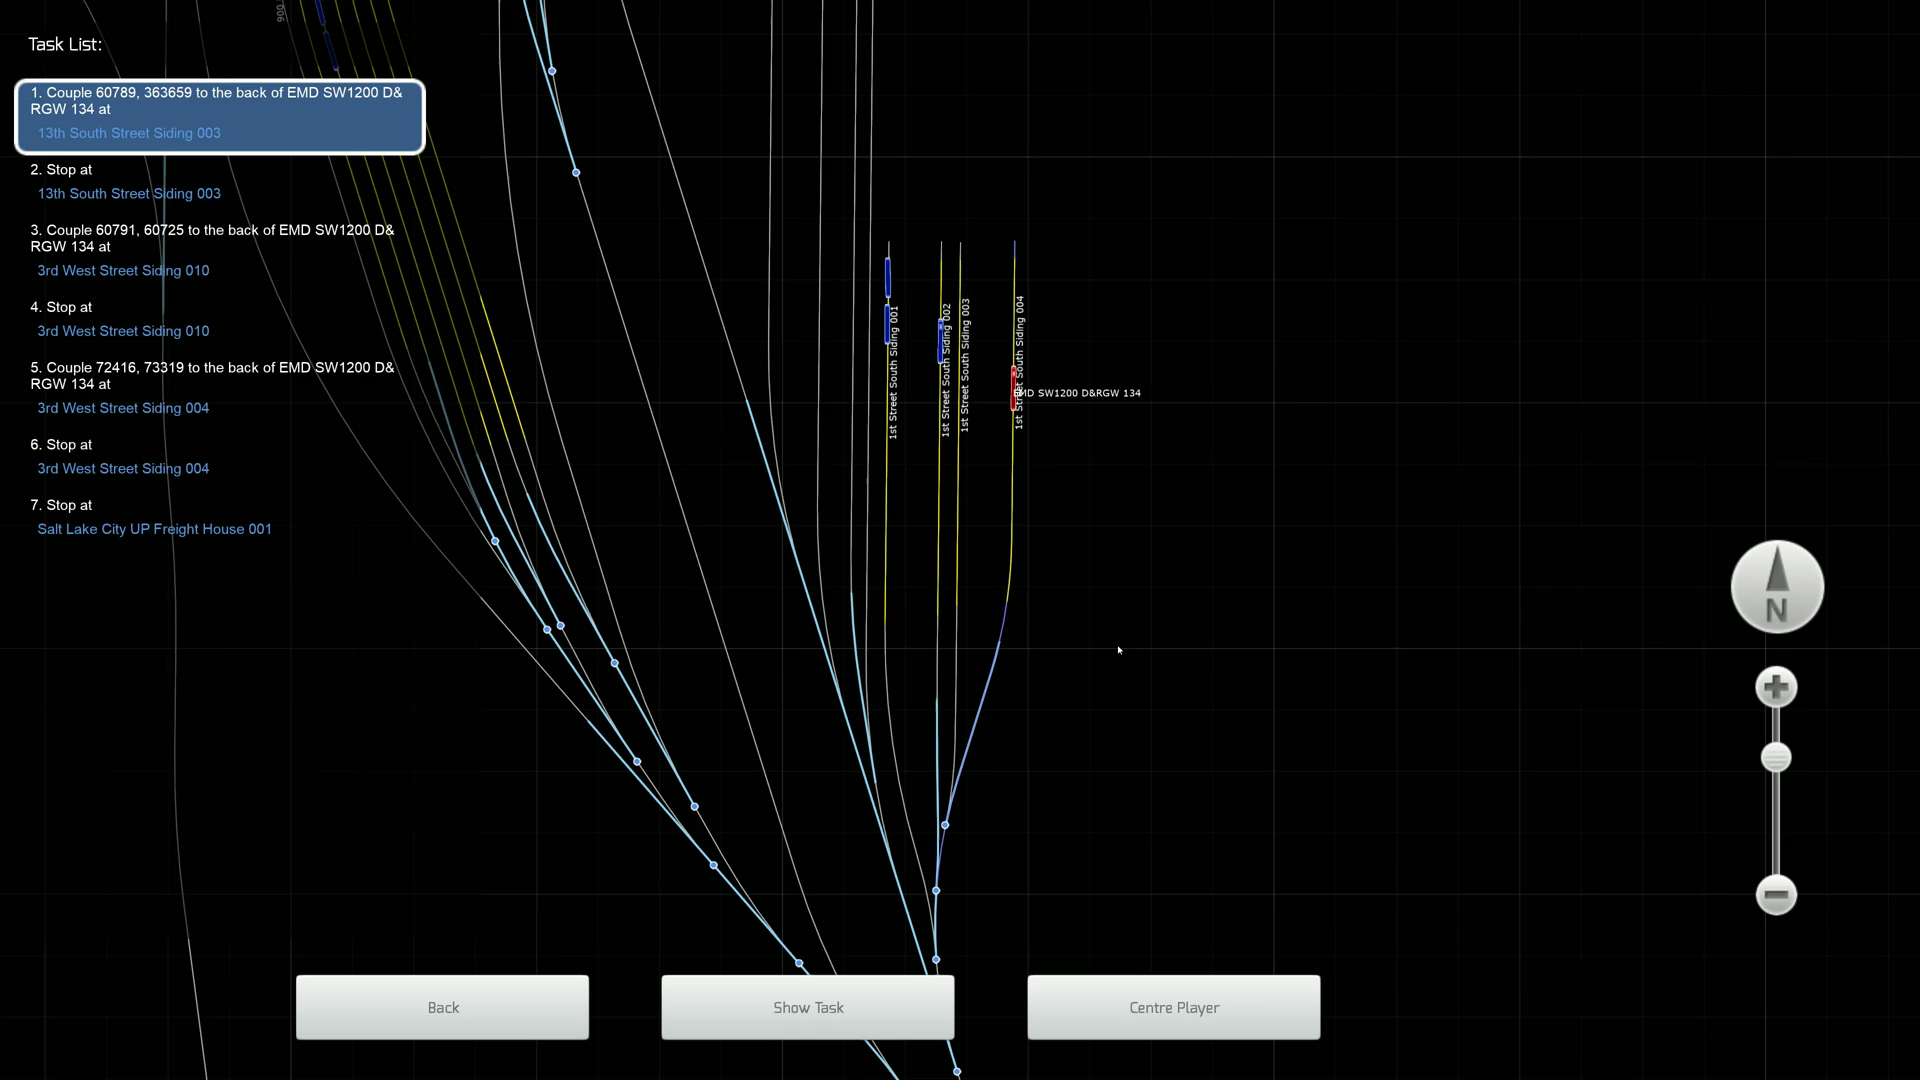 006
Task List:
1. Couple 60789, 363659 to the back of EMD SW1200 D&
RGW 134 at
13th South Street Siding 003
2. Stop at
13th South Street Siding 003
3. Couple 60791, 60725 to the back of EMD SW1200 D&
RGW 134 at
3rd West Street Siding 010
4. Stop at
3rd West Street Siding 010
5. Couple 72416, 73319 to the back of EMD SW1200 D&
RGW 134 at
3rd West Street Siding 004
6. Stop at
3rd West Street Siding 004
7. Stop at
Salt Lake City UP Freight House 001
1st Street South Siding 001
1st Street South Siding 002
1st Street South Siding 003
1st Street South Siding 004
EMD SW1200 D&RGW 134
N
Back
Show Task
Centre Player